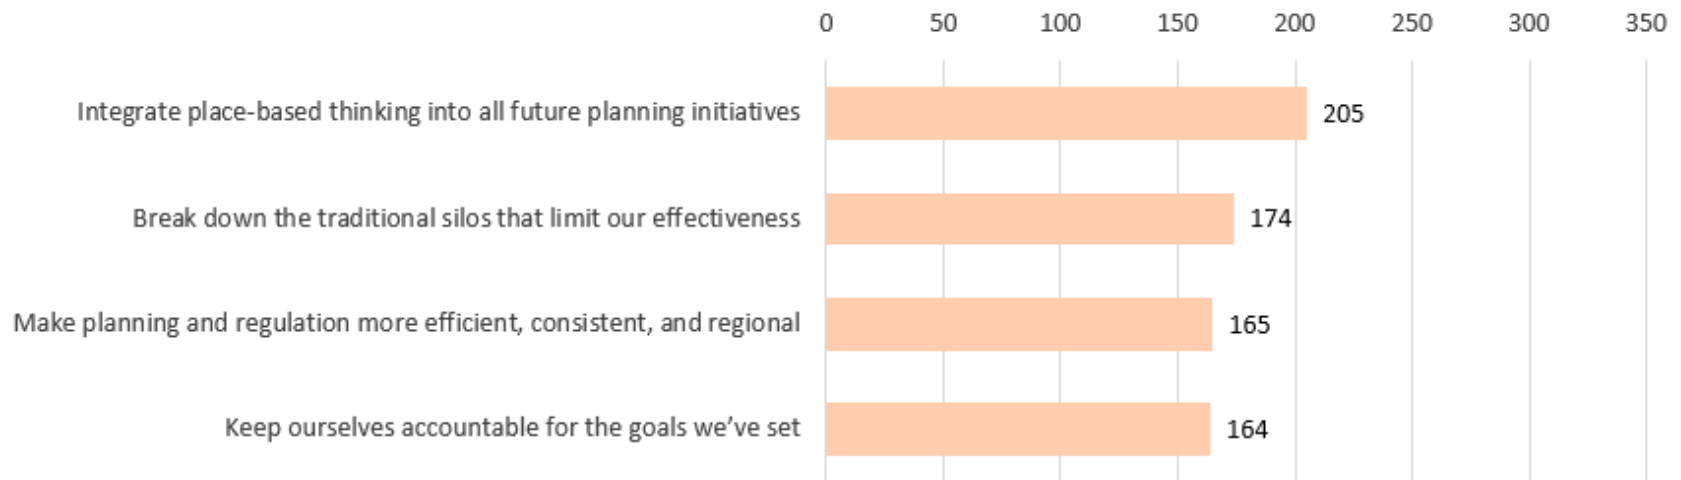 0 50 100 150 200 250 300 350
Integrate place-based thinking into all future planning initiatives 205
Break down the traditional silos that limit our effectiveness 174
Make planning and regulation more efficient, consistent, and regional 165
Keep ourselves accountable for the goals we’ve set 164